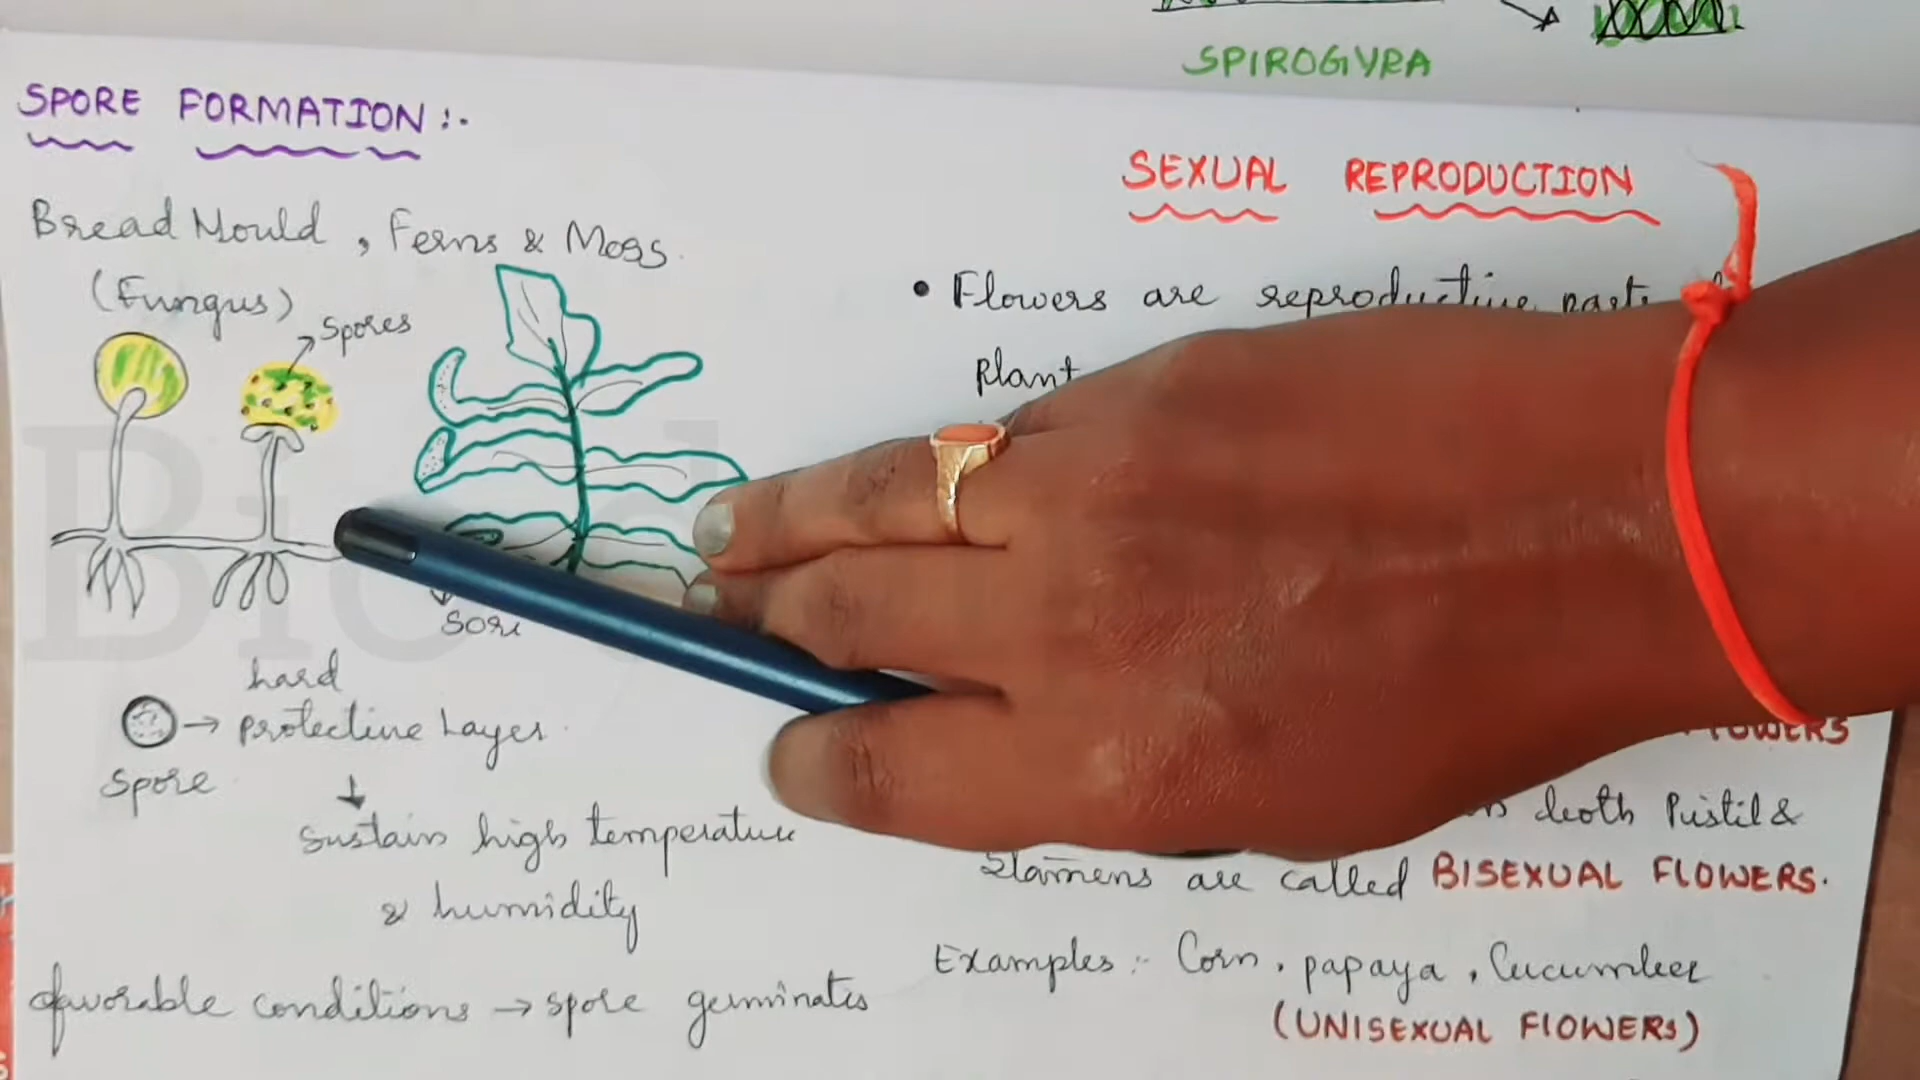 SPIROGYRA
SPORE FORMATION :-
Bread Mould, Ferns & Moss.
(Fungus)
Spores
Sori
hard
Spore → protective Layer.
↓
Sustain high temperature
& humidity
favorable conditions → spore germinates
SEXUAL REPRODUCTION
• Flowers are reproductive parts
plant
FLOWERS
both Pistil &
Stamens are called BISEXUAL FLOWERS.
Examples :- Corn, papaya, Cucumber
(UNISEXUAL FLOWERS)